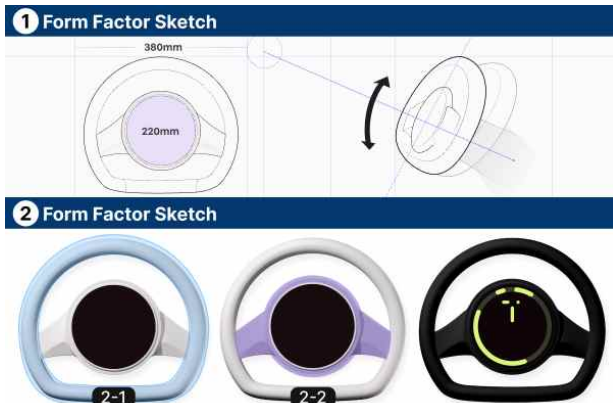 1 Form Factor Sketch
380mm
220mm
2 Form Factor Sketch
2-1
2-2